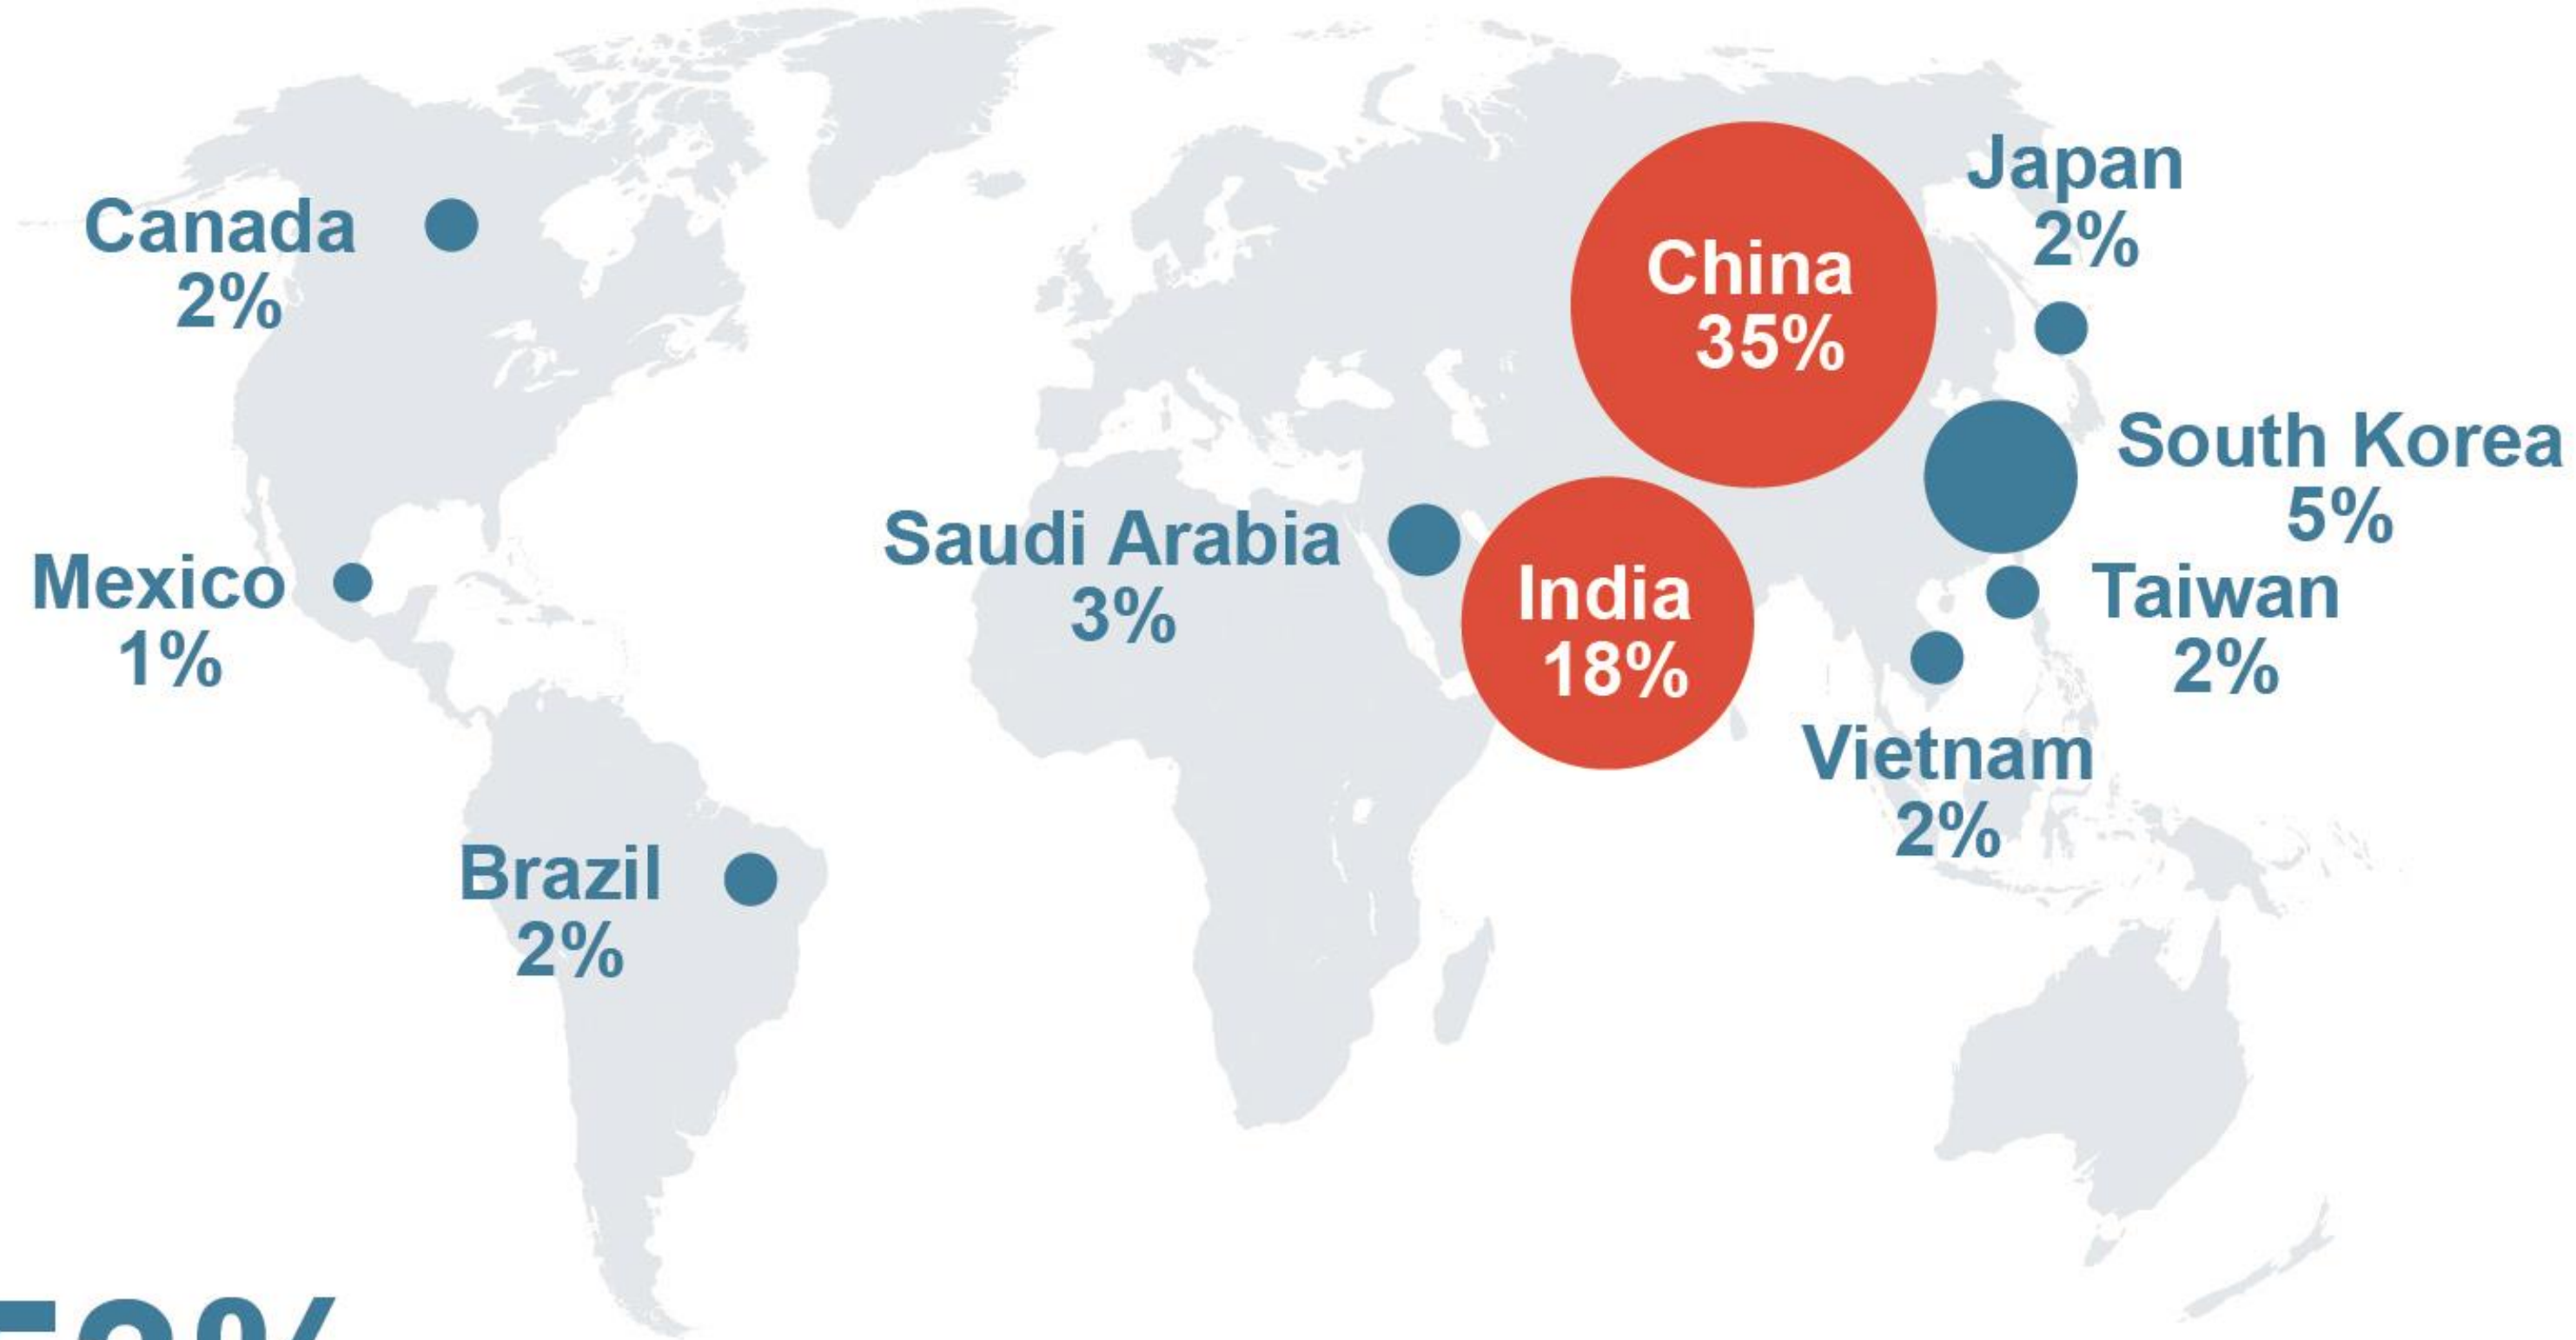 Canada
2%
Mexico
1%
Brazil
2%
Saudi Arabia
3%
China
35%
India
18%
Japan
2%
South Korea
5%
Taiwan
2%
Vietnam
2%